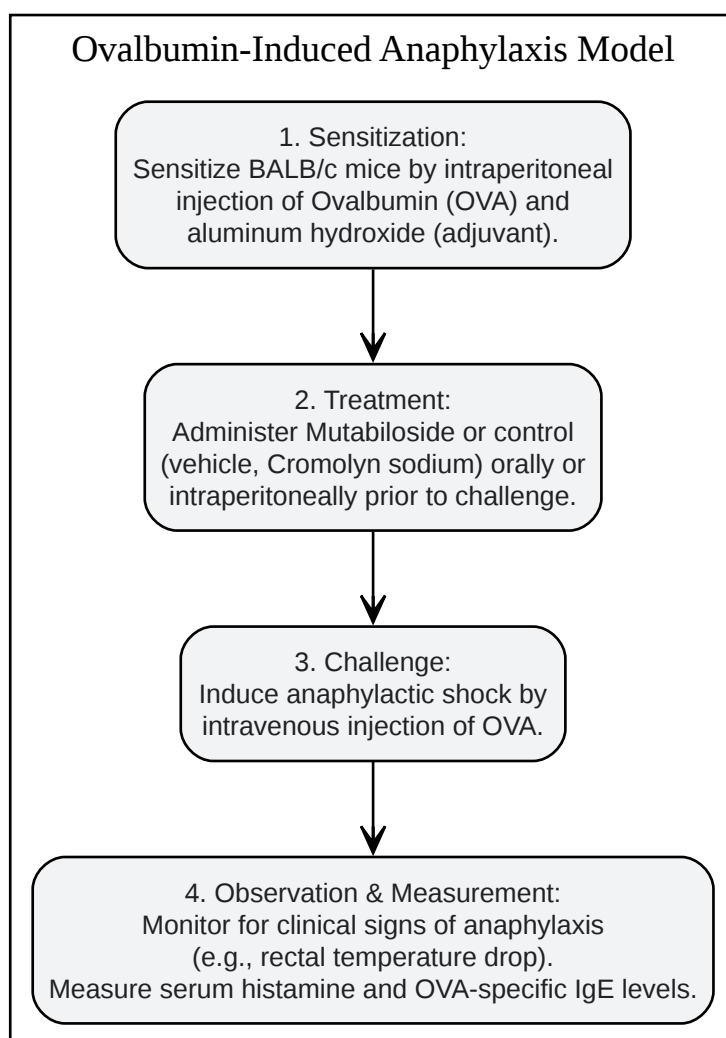 Ovalbumin-Induced Anaphylaxis Model
1. Sensitization:
Sensitize BALB/c mice by intraperitoneal
injection of Ovalbumin (OVA) and
aluminum hydroxide (adjuvant).
2. Treatment:
Administer Mutabiloside or control
(vehicle, Cromolyn sodium) orally or
intraperitoneally prior to challenge.
3. Challenge:
Induce anaphylactic shock by
intravenous injection of OVA.
4. Observation & Measurement:
Monitor for clinical signs of anaphylaxis
(e.g., rectal temperature drop).
Measure serum histamine and OVA-specific IgE levels.